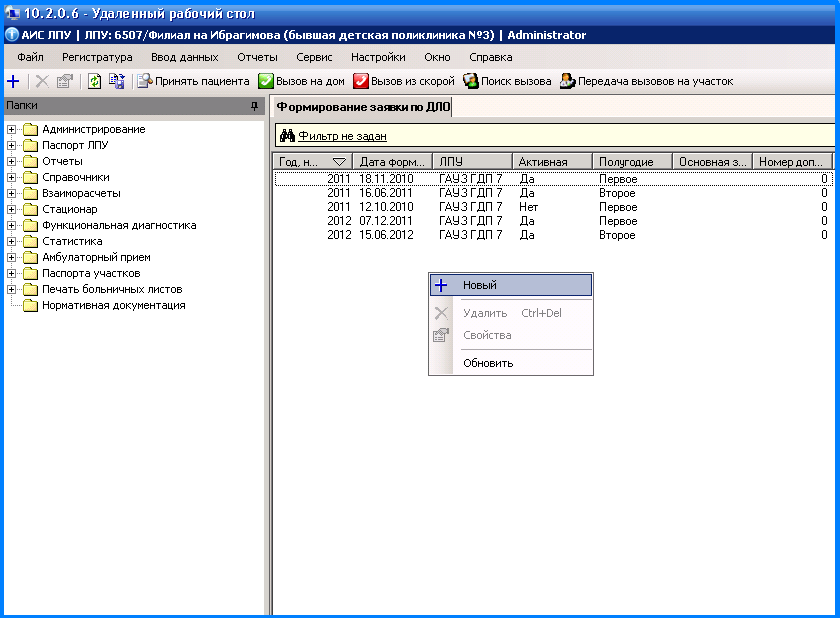 10.2.0.6 - Удаленный рабочий стол
АИС ЛПУ | ЛПУ: 6507/Филиал на Ибрагимова (бывшая детская поликлиника №3) | Administrator
Файл Регистратура Ввод данных Отчеты Сервис Настройки Окно Справка
Принять пациента Вызов на дом Вызов из скорой Поиск вызова Передача вызовов на участок
Папки
Администрирование
Паспорт ЛПУ
Отчеты
Справочники
Взаиморасчеты
Стационар
Функциональная диагностика
Статистика
Амбулаторный прием
Паспорта участков
Печать больничных листов
Нормативная документация
Формирование заявки по ДЛО
Фильтр не задан
Год, н... Дата форм... ЛПУ Активная Полугодие Основная з... Номер доп...
2011 18.11.2010 ГАУЗ ГДП 7 Да Первое 0
2011 16.06.2011 ГАУЗ ГДП 7 Да Второе 0
2011 12.10.2010 ГАУЗ ГДП 7 Нет Первое 0
2012 07.12.2011 ГАУЗ ГДП 7 Да Первое 0
2012 15.06.2012 ГАУЗ ГДП 7 Да Второе 0
Новый
Удалить Ctrl+Del
Свойства
Обновить